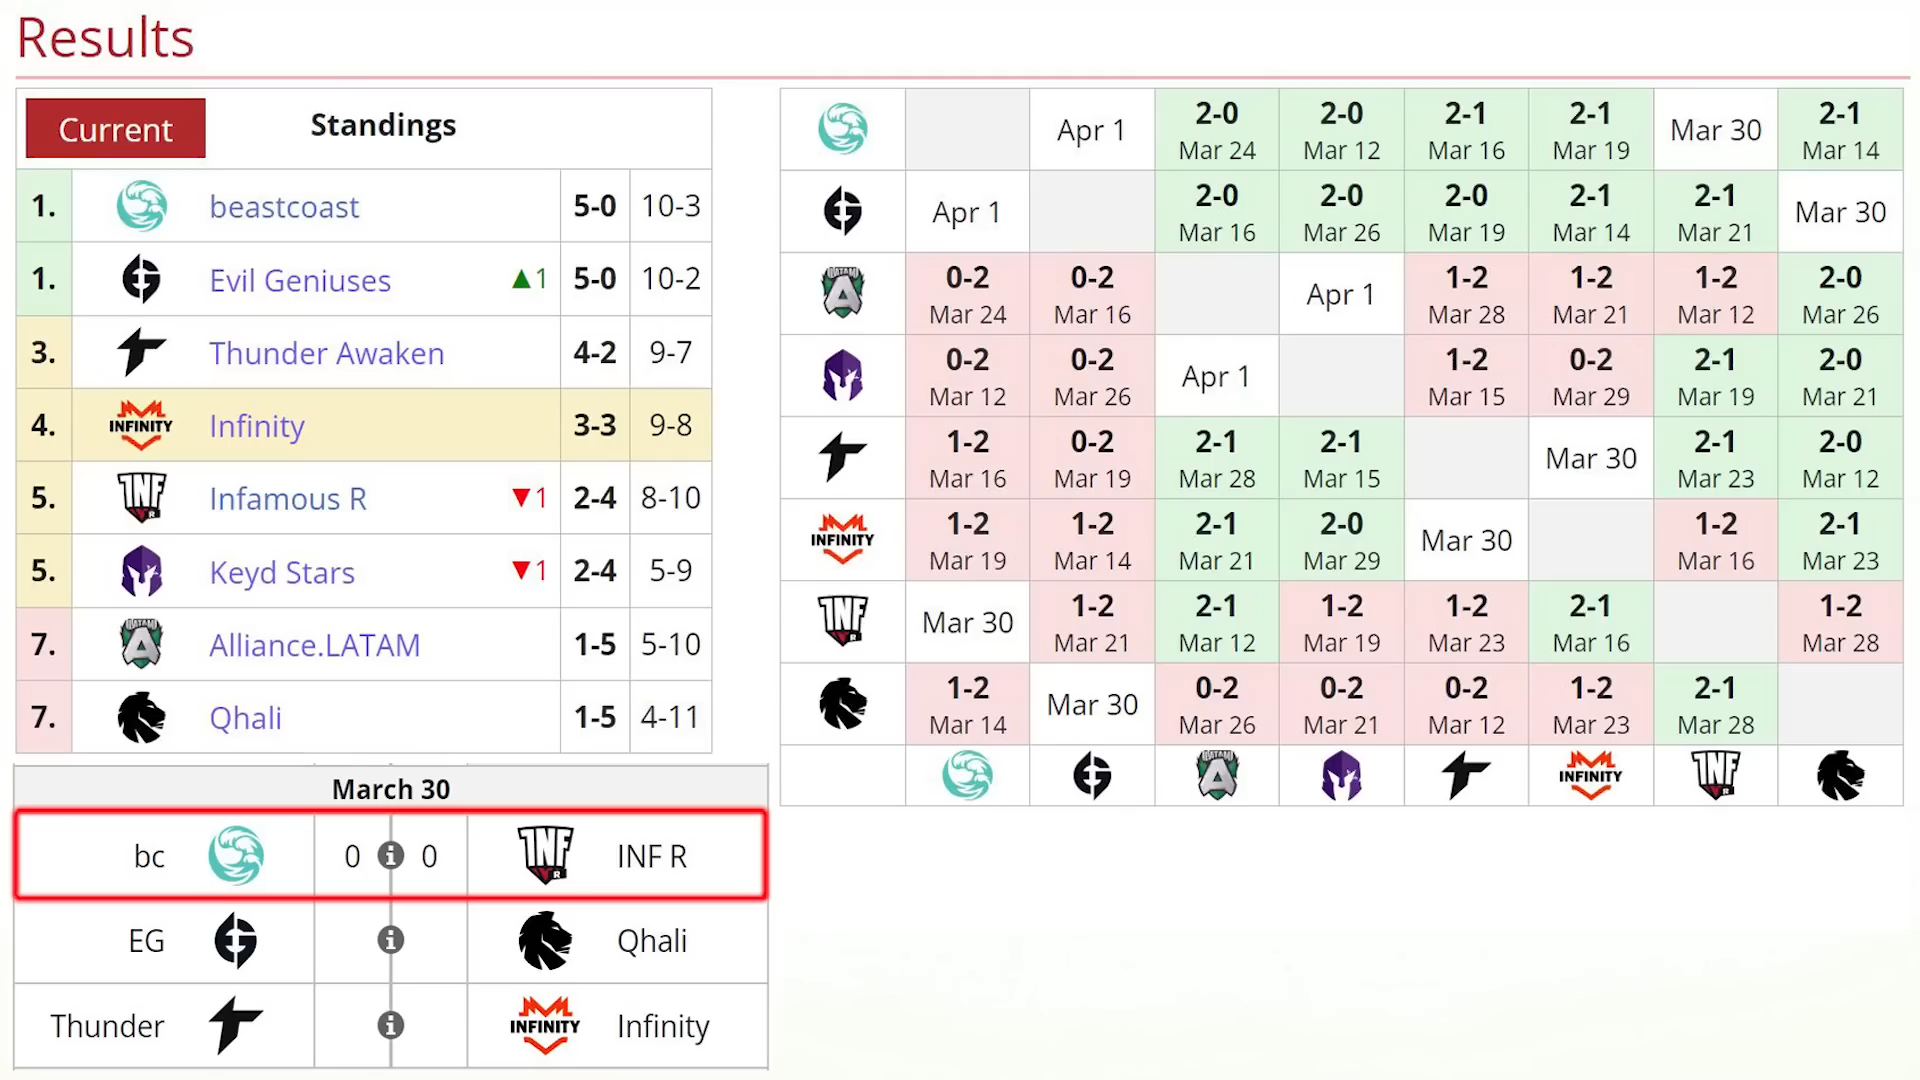 Results
Current Standings
1. beastcoast 5-0 10-3
1. Evil Geniuses ▲1 5-0 10-2
3. Thunder Awaken 4-2 9-7
4. INFINITY Infinity 3-3 9-8
5. INF R Infamous R ▼1 2-4 8-10
5. Keyd Stars ▼1 2-4 5-9
7. LATAM A Alliance.LATAM 1-5 5-10
7. Qhali 1-5 4-11
March 30
bc 0 i 0 INF R INF R
EG i Qhali
Thunder i INFINITY Infinity
Apr 1 2-0 2-0 2-1 2-1 Mar 30 2-1
Mar 24 Mar 12 Mar 16 Mar 19 Mar 14
Apr 1 2-0 2-0 2-0 2-1 2-1 Mar 30
Mar 16 Mar 26 Mar 19 Mar 14 Mar 21
LATAM A 0-2 0-2 Apr 1 1-2 1-2 1-2 2-0
Mar 24 Mar 16 Mar 28 Mar 21 Mar 12 Mar 26
0-2 0-2 Apr 1 1-2 0-2 2-1 2-0
Mar 12 Mar 26 Mar 15 Mar 29 Mar 19 Mar 21
1-2 0-2 2-1 2-1 Mar 30 2-1 2-0
Mar 16 Mar 19 Mar 28 Mar 15 Mar 23 Mar 12
INFINITY 1-2 1-2 2-1 2-0 Mar 30 1-2 2-1
Mar 19 Mar 14 Mar 21 Mar 29 Mar 16 Mar 23
INF R Mar 30 1-2 2-1 1-2 1-2 2-1 1-2
Mar 21 Mar 12 Mar 19 Mar 23 Mar 16 Mar 28
1-2 Mar 30 0-2 0-2 0-2 1-2 2-1
Mar 14 Mar 26 Mar 21 Mar 12 Mar 23 Mar 28
LATAM A INFINITY INF R